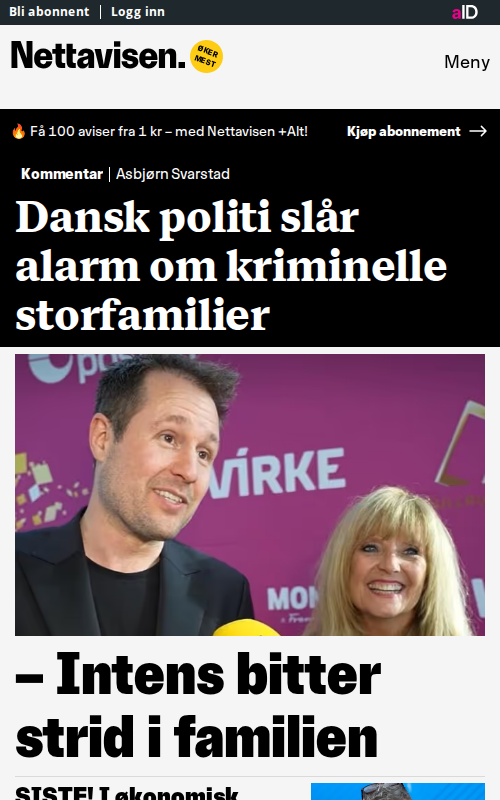 Bli abonnent | Logg inn
aID
Nettavisen.
ØKER
MEST
Meny
🔥 Få 100 aviser fra 1 kr – med Nettavisen +Alt!
Kjøp abonnement →
Kommentar | Asbjørn Svarstad
Dansk politi slår
alarm om kriminelle
storfamilier
VIRKE
MON
– Intens bitter
strid i familien
SISTE! I økonomisk